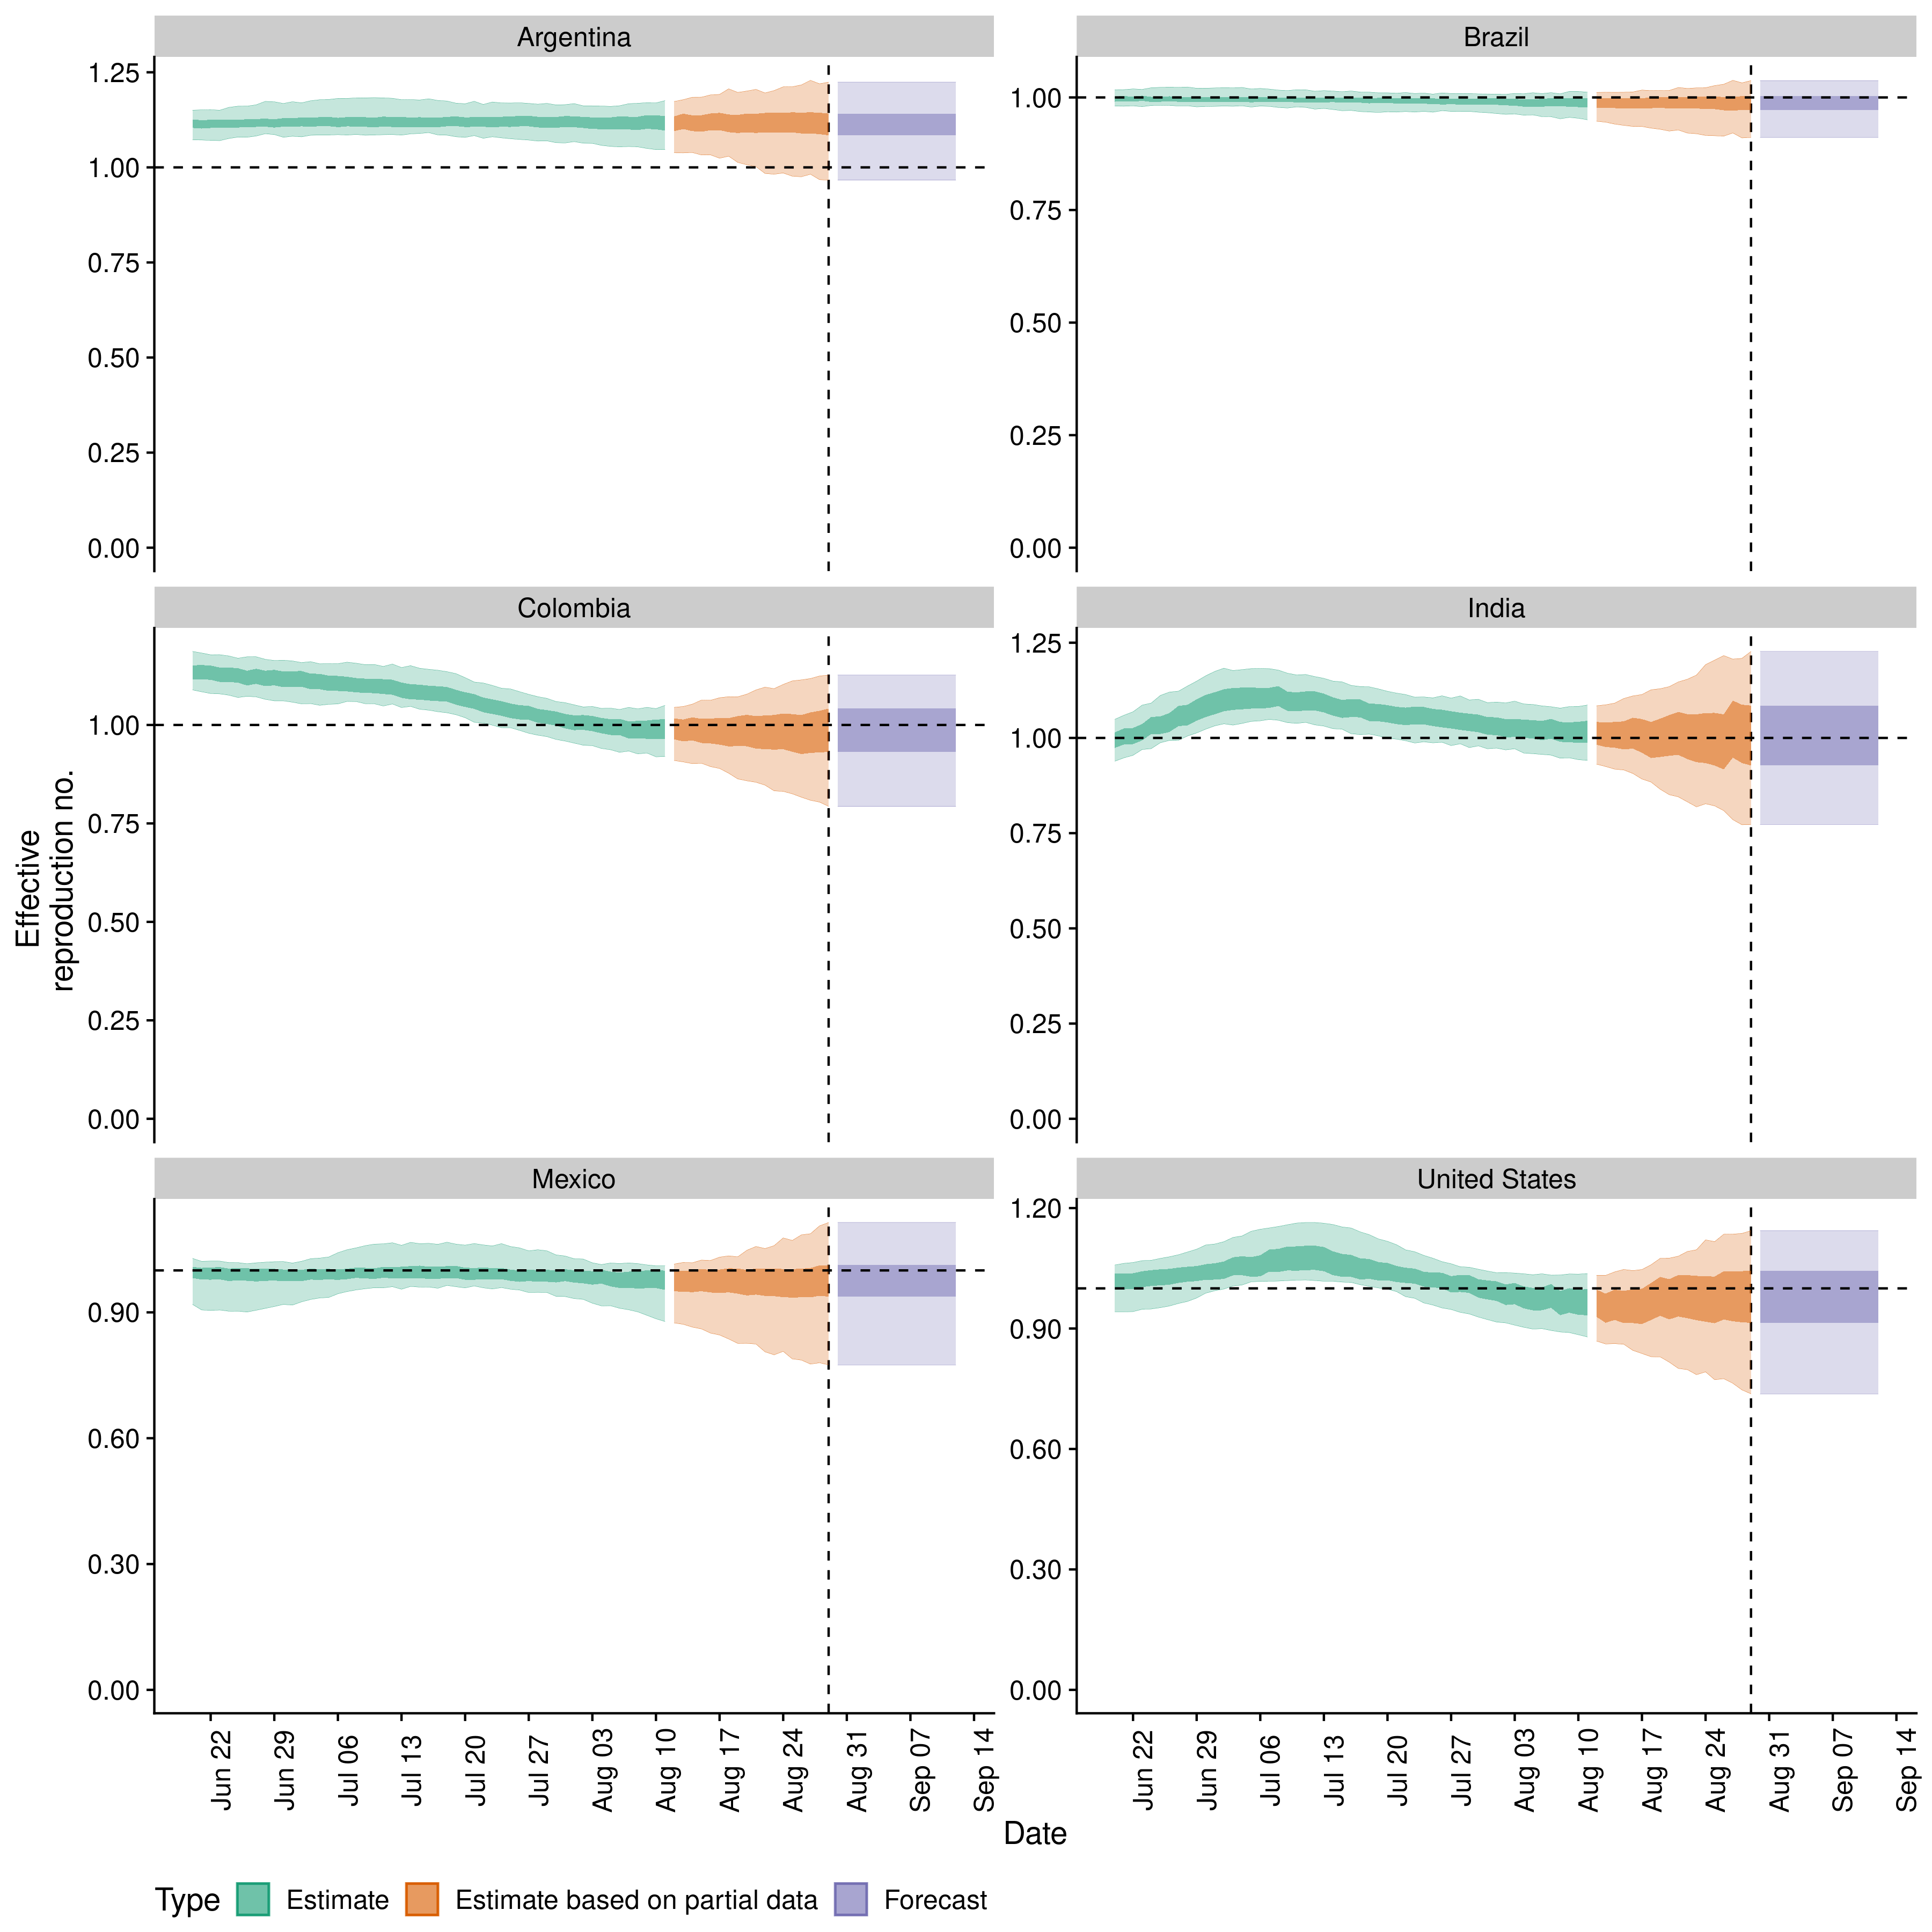 Argentina
Brazil
1.25
1.00
0.75
0.50
0.25
0.00
1.00
0.75
0.50
0.25
0.00
Colombia
India
1.00
0.75
0.50
0.25
0.00
1.25
1.00
0.75
0.50
0.25
0.00
Effective
reproduction no.
Mexico
United States
0.90
0.60
0.30
0.00
1.20
0.90
0.60
0.30
0.00
Jun 22
Jun 29
Jul 06
Jul 13
Jul 20
Jul 27
Aug 03
Aug 10
Aug 17
Aug 24
Aug 31
Sep 07
Sep 14
Jun 22
Jun 29
Jul 06
Jul 13
Jul 20
Jul 27
Aug 03
Aug 10
Aug 17
Aug 24
Aug 31
Sep 07
Sep 14
Date
Type Estimate Estimate based on partial data Forecast